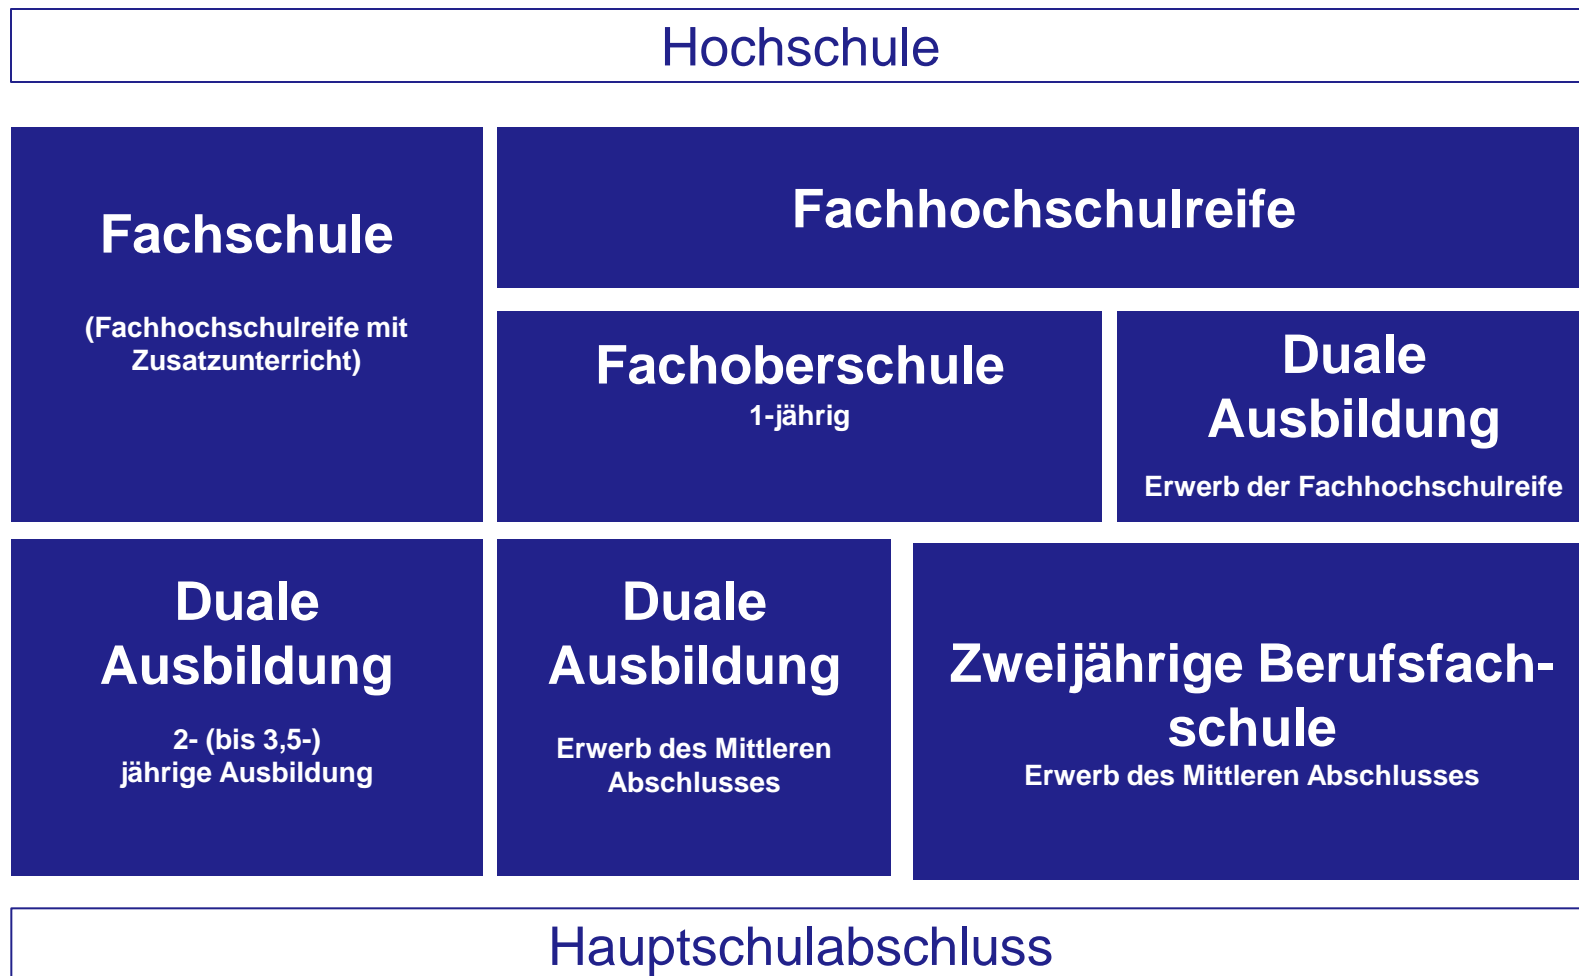 Hochschule
Fachschule
(Fachhochschulreife mit
Zusatzunterricht)
Fachhochschulreife
Fachoberschule
1-jährig
Duale
Ausbildung
Erwerb der Fachhochschulreife
Duale
Ausbildung
2- (bis 3,5-)
jährige Ausbildung
Duale
Ausbildung
Erwerb des Mittleren
Abschlusses
Zweijährige Berufsfach-
schule
Erwerb des Mittleren Abschlusses
Hauptschulabschluss